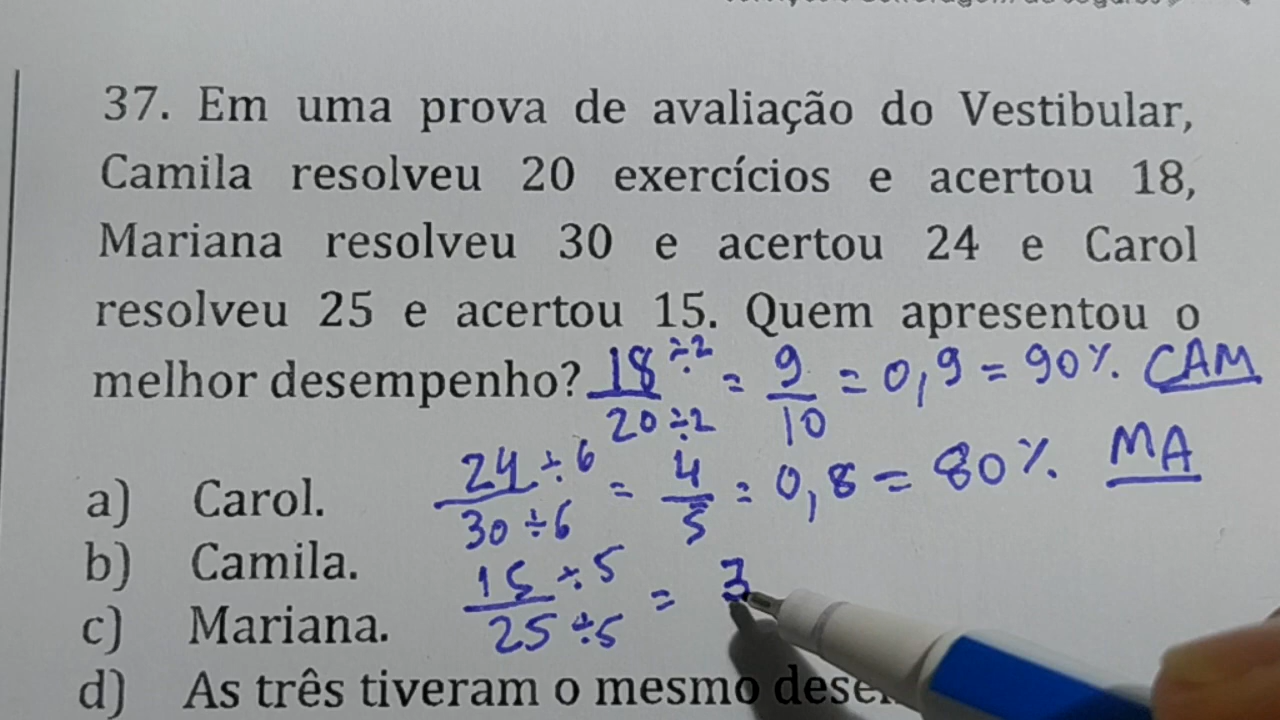 37. Em uma prova de avaliação do Vestibular,
Camila resolveu 20 exercícios e acertou 18,
Mariana resolveu 30 e acertou 24 e Carol
resolveu 25 e acertou 15. Quem apresentou o
melhor desempenho? 18÷2/20÷2 = 9/10 = 0,9 = 90% CAM
24÷6/30÷6 = 4/5 = 0,8 = 80% MA
a) Carol.
b) Camila.
15÷5/25÷5 = 3
c) Mariana.
d) As três tiveram o mesmo